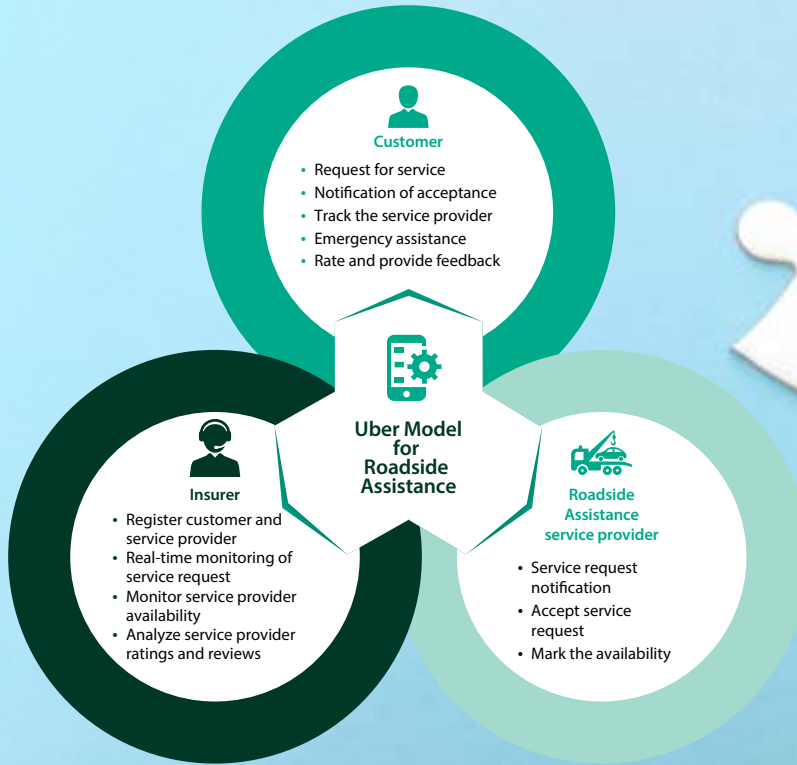 Customer
• Request for service
• Notification of acceptance
• Track the service provider
• Emergency assistance
• Rate and provide feedback
Uber Model
for
Roadside
Assistance
Insurer
• Register customer and
service provider
• Real-time monitoring of
service request
• Monitor service provider
availability
• Analyze service provider
ratings and reviews
Roadside
Assistance
service provider
• Service request
notification
• Accept service
request
• Mark the availability